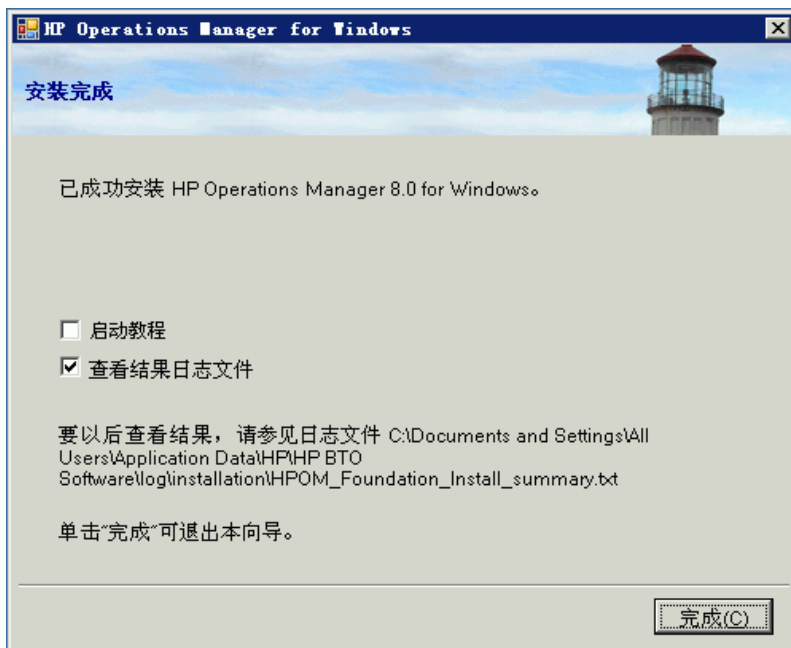 HP Operations Manager for Windows
安装完成
已成功安装 HP Operations Manager 8.0 for Windows。
启动教程
查看结果日志文件
要以后查看结果，请参见日志文件 C:\Documents and Settings\All
Users\Application Data\HP\HP BTO
Software\log\installation\HPOM_Foundation_Install_summary.txt
单击“完成”可退出本向导。
完成(C)